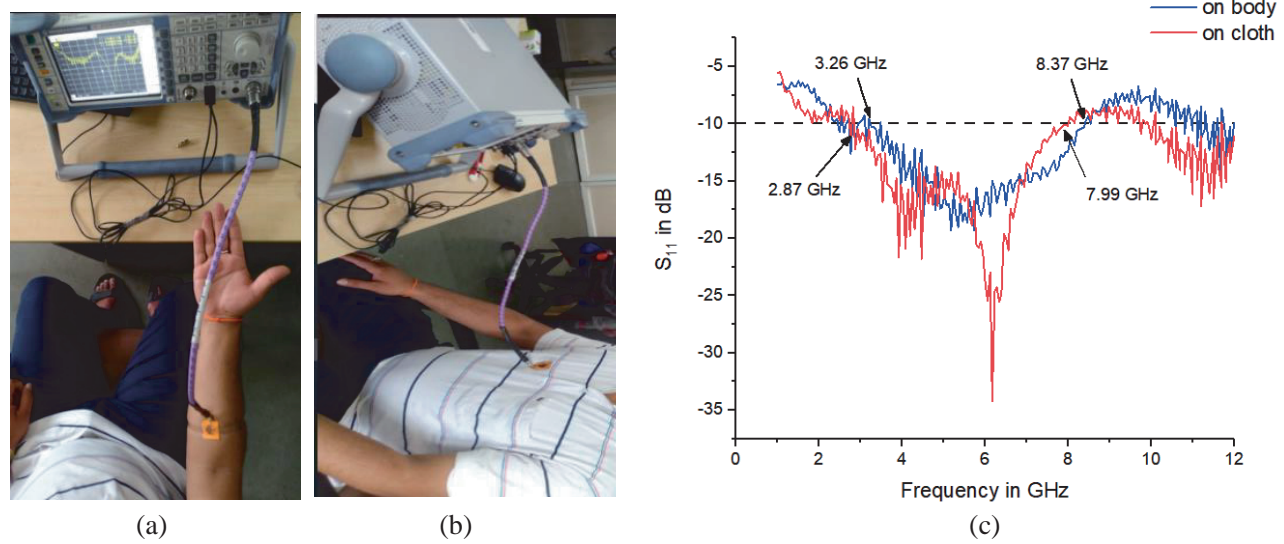 on body
on cloth
3.26 GHz
8.37 GHz
2.87 GHz
7.99 GHz
-5
-10
-15
-20
-25
-30
-35
0
2
4
6
8
10
12
S11 in dB
Frequency in GHz
(a)
(b)
(c)